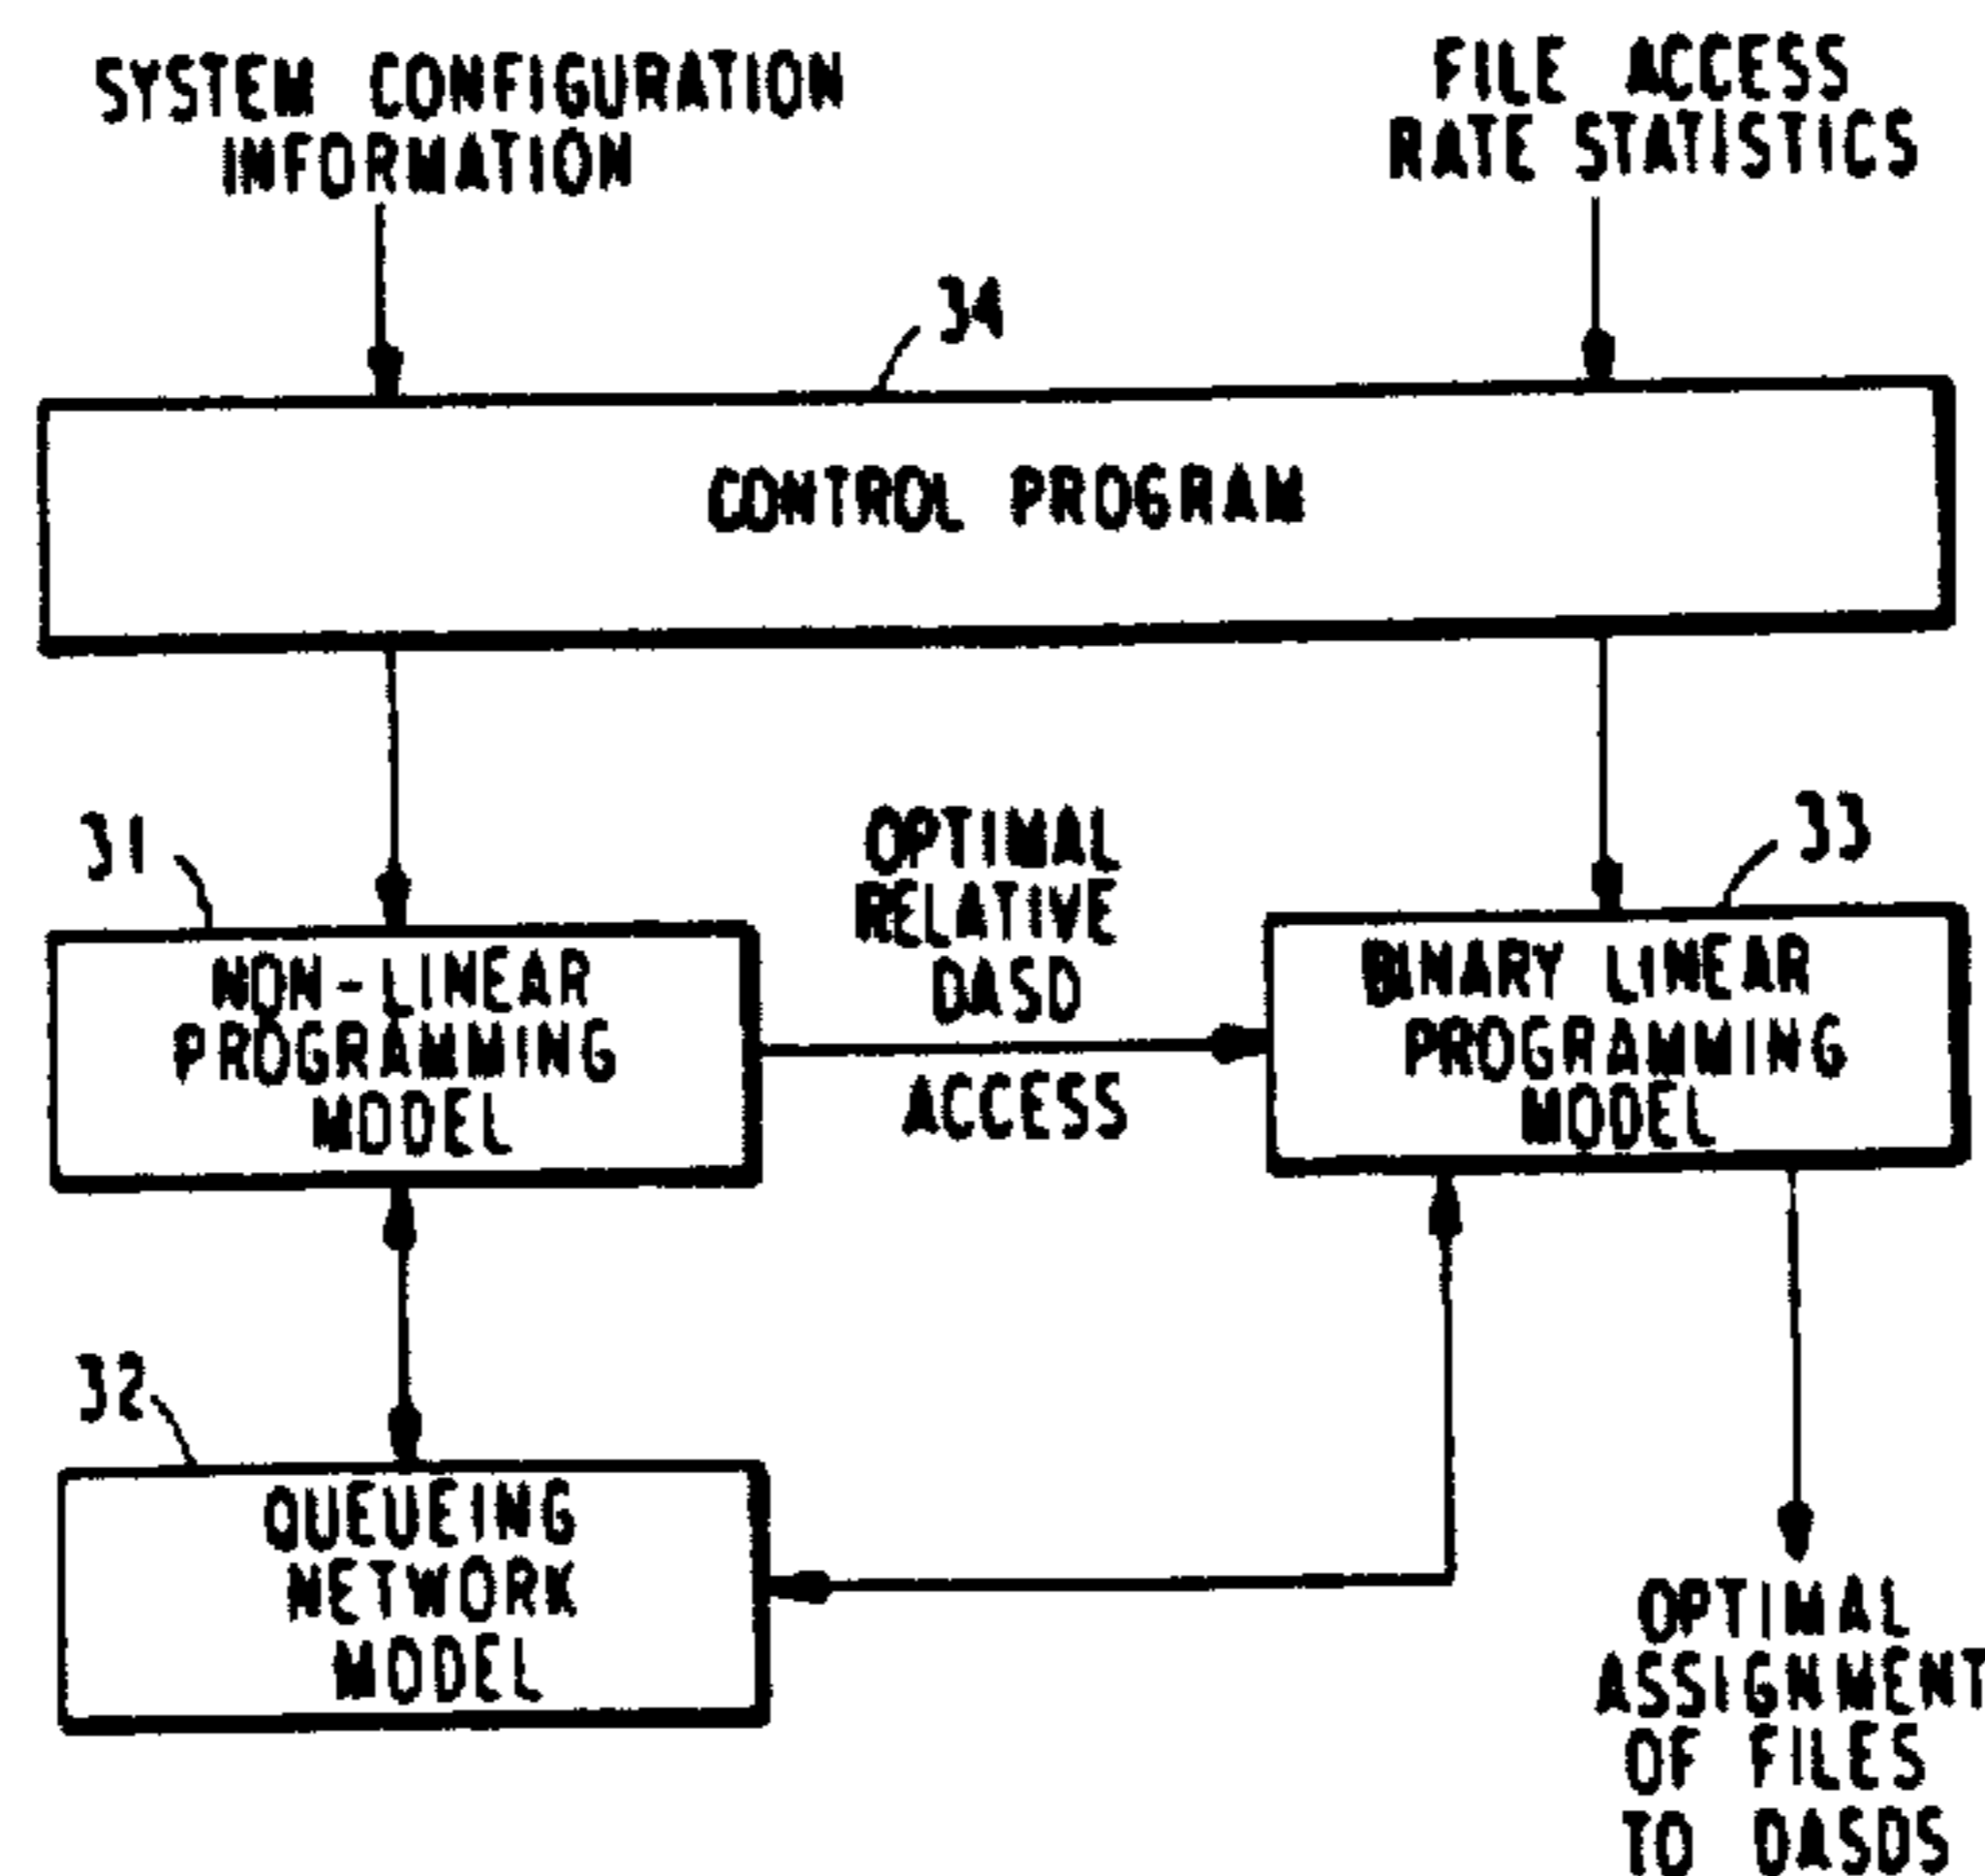 SYSTEM CONFIGURATION
INFORMATION
FILE ACCESS
RATE STATISTICS
34
CONTROL PROGRAM
31
OPTIMAL
RELATIVE
DASD
ACCESS
33
NON-LINEAR
PROGRAMMING
MODEL
BINARY LINEAR
PROGRAMMING
MODEL
32
QUEUEING
NETWORK
MODEL
OPTIMAL
ASSIGNMENT
OF FILES
TO DASDS